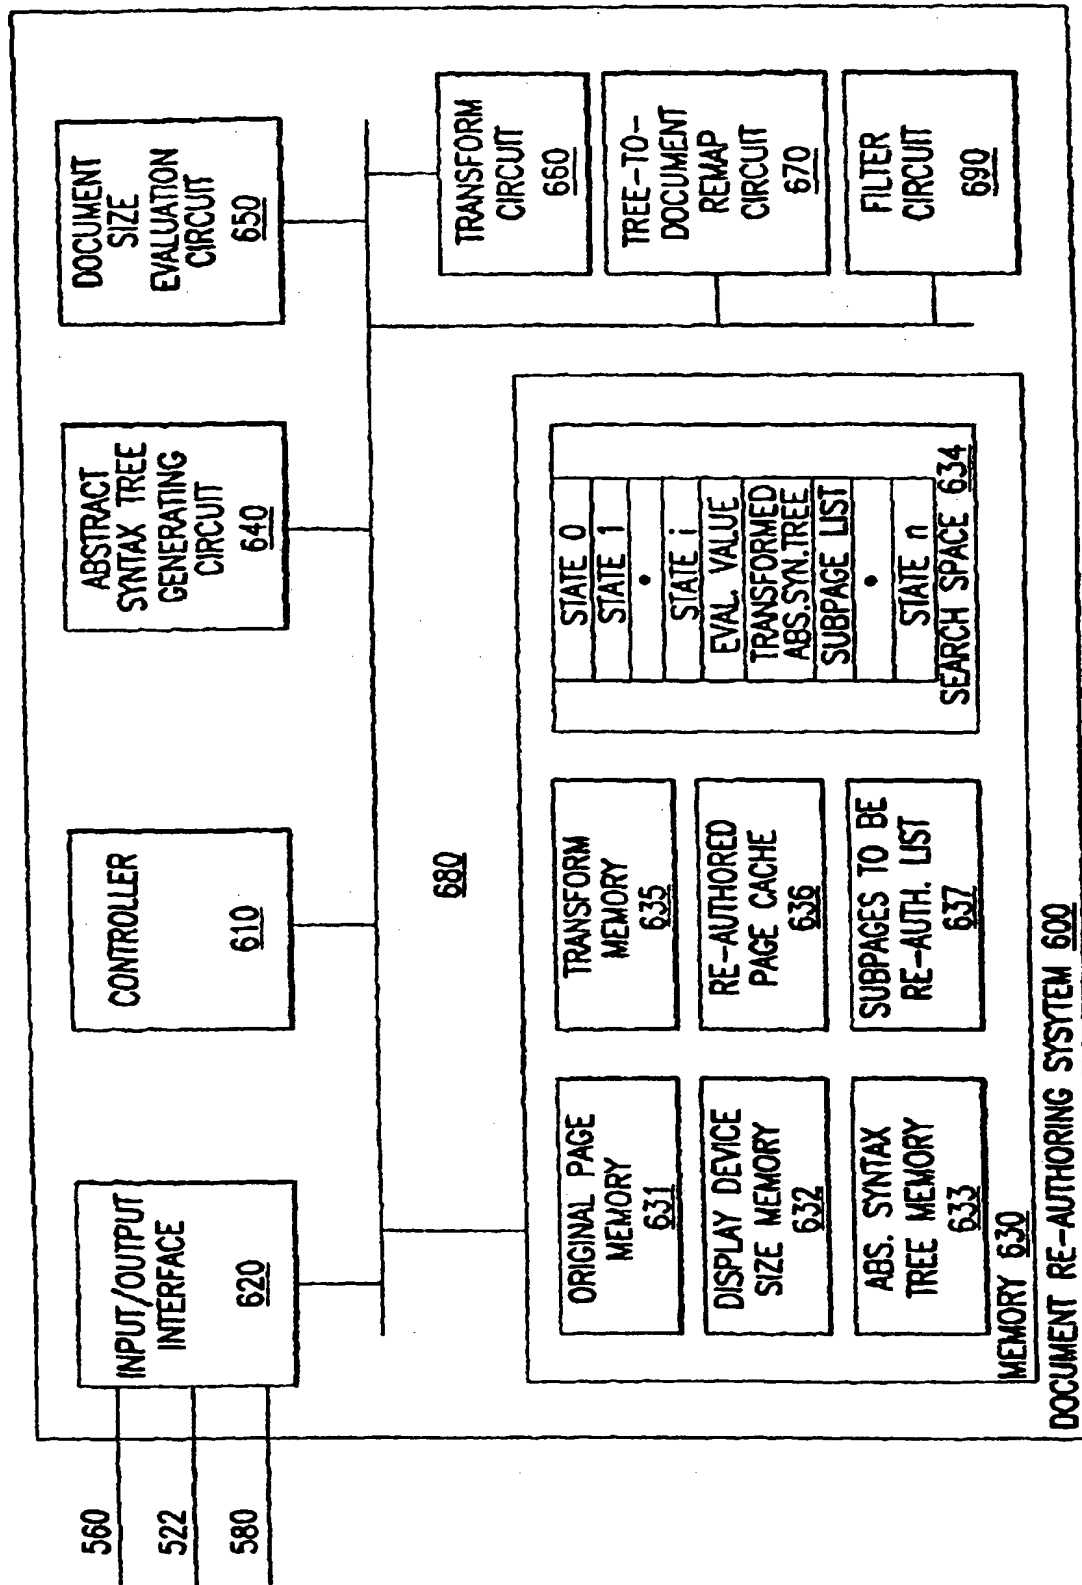 560
522
580
INPUT/OUTPUT
INTERFACE
620
CONTROLLER
610
ABSTRACT
SYNTAX TREE
GENERATING
CIRCUIT
640
DOCUMENT
SIZE
EVALUATION
CIRCUIT
650
680
TRANSFORM
CIRCUIT
660
TREE-TO-
DOCUMENT
REMAP
CIRCUIT
670
FILTER
CIRCUIT
690
ORIGINAL PAGE
MEMORY
631
DISPLAY DEVICE
SIZE MEMORY
632
ABS. SYNTAX
TREE MEMORY
633
TRANSFORM
MEMORY
635
RE-AUTHORED
PAGE CACHE
636
SUBPAGES TO BE
RE-AUTH. LIST
637
STATE 0
STATE 1
•
STATE i
EVAL. VALUE
TRANSFORMED
ABS.SYN.TREE
SUBPAGE LIST
•
STATE n
SEARCH SPACE 634
MEMORY 630
DOCUMENT RE-AUTHORING SYSYTEM 600